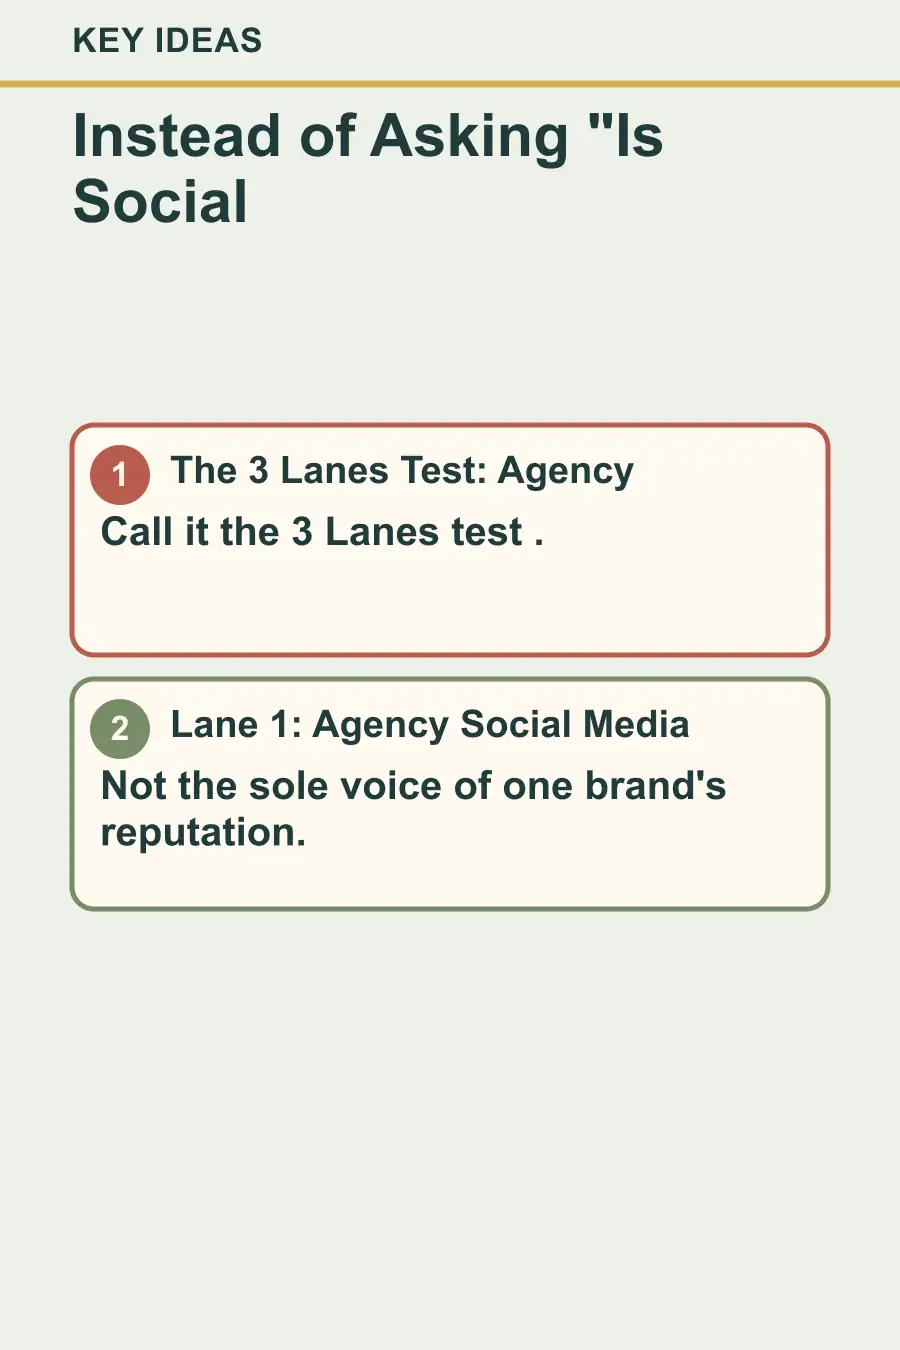 KEY IDEAS
Instead of Asking "Is
Social
1
The 3 Lanes Test: Agency
Call it the 3 Lanes test .
2
Lane 1: Agency Social Media
Not the sole voice of one brand's
reputation.